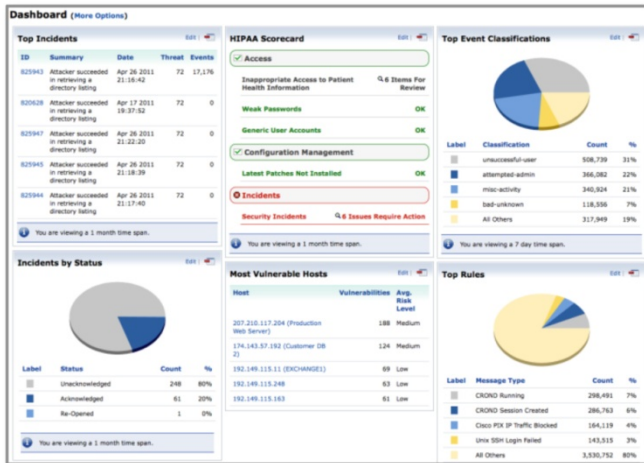 Dashboard (More Options)
Top Incidents Edit |
ID Summary Date Threat Events
825943 Attacker succeeded in retrieving a directory listing Apr 26 2011 21:16:42 72 17,176
820628 Attacker succeeded in retrieving a directory listing Apr 17 2011 19:37:52 72 0
825947 Attacker succeeded in retrieving a directory listing Apr 26 2011 21:22:20 72 0
825945 Attacker succeeded in retrieving a directory listing Apr 26 2011 21:18:39 72 0
825944 Attacker succeeded in retrieving a directory listing Apr 26 2011 21:17:40 72 0
You are viewing a 1 month time span.
HIPAA Scorecard Edit |
Access
Inappropriate Access to Patient Health Information 6 Items For Review
Weak Passwords OK
Generic User Accounts OK
Configuration Management
Latest Patches Not Installed OK
Incidents
Security Incidents 6 Issues Require Action
You are viewing a 1 month time span.
Top Event Classifications Edit |
Label Classification Count %
unsuccessful-user 508,739 31%
attempted-admin 366,082 22%
misc-activity 340,924 21%
bad-unknown 118,556 7%
All Others 317,949 19%
You are viewing a 7 day time span.
Incidents by Status Edit |
Label Status Count %
Unacknowledged 248 80%
Acknowledged 61 20%
Re-Opened 1 0%
You are viewing a 1 month time span.
Most Vulnerable Hosts Edit |
Host Vulnerabilities Avg. Risk Level
207.210.117.204 (Production Web Server) 188 Medium
174.143.57.192 (Customer DB 2) 124 Medium
192.149.115.11 (EXCHANGE1) 69 Low
192.149.115.248 63 Low
192.149.115.163 61 Low
Top Rules Edit |
Label Message Type Count %
CROND Running 298,491 7%
CROND Session Created 286,763 6%
Cisco PIX IP Traffic Blocked 164,119 4%
Unix SSH Login Failed 143,515 3%
All Others 3,530,752 80%